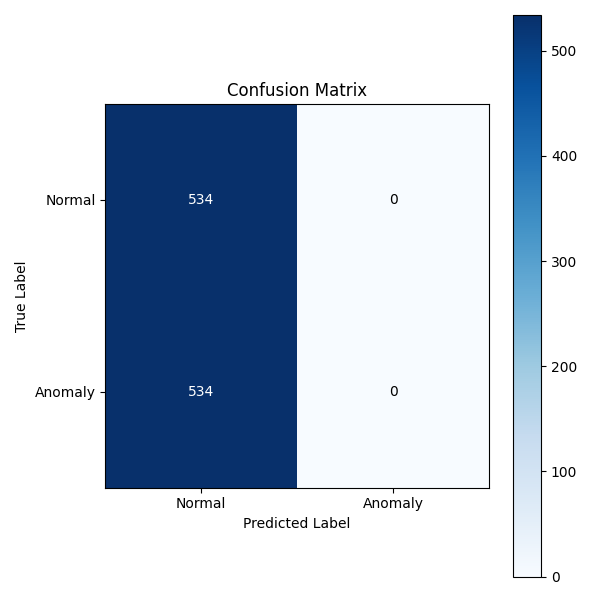 Confusion Matrix
500
400
300
200
100
0
True Label
Normal
Anomaly
534
0
534
0
Normal
Anomaly
Predicted Label